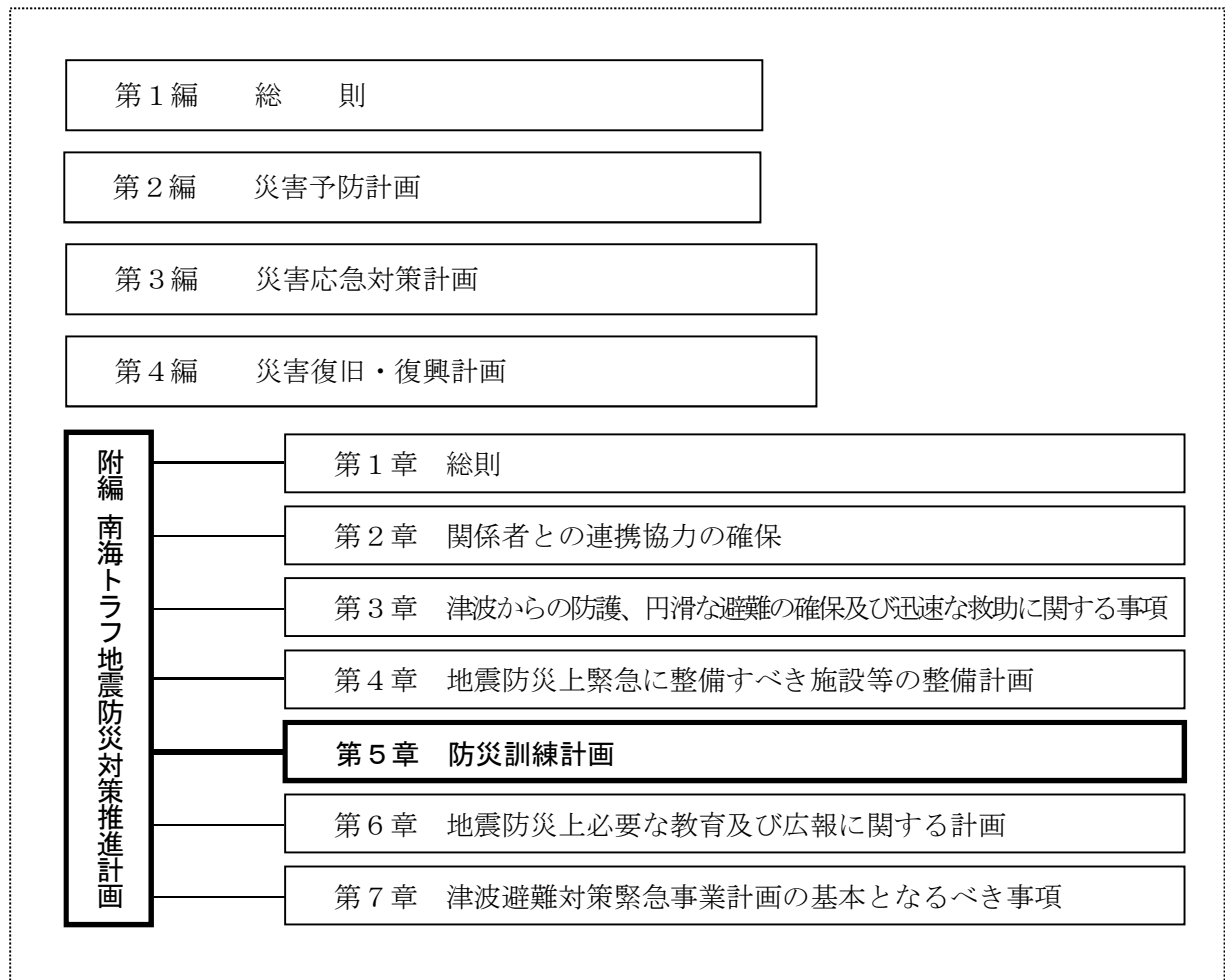 第１編　　総　　則
第２編　　災害予防計画
第３編　　災害応急対策計画
第４編　　災害復旧・復興計画
附編 南海トラフ地震防災対策推進計画
第１章　総則
第２章　関係者との連携協力の確保
第３章　津波からの防護、円滑な避難の確保及び迅速な救助に関する事項
第４章　地震防災上緊急に整備すべき施設等の整備計画
第５章　防災訓練計画
第６章　地震防災上必要な教育及び広報に関する計画
第７章　津波避難対策緊急事業計画の基本となるべき事項